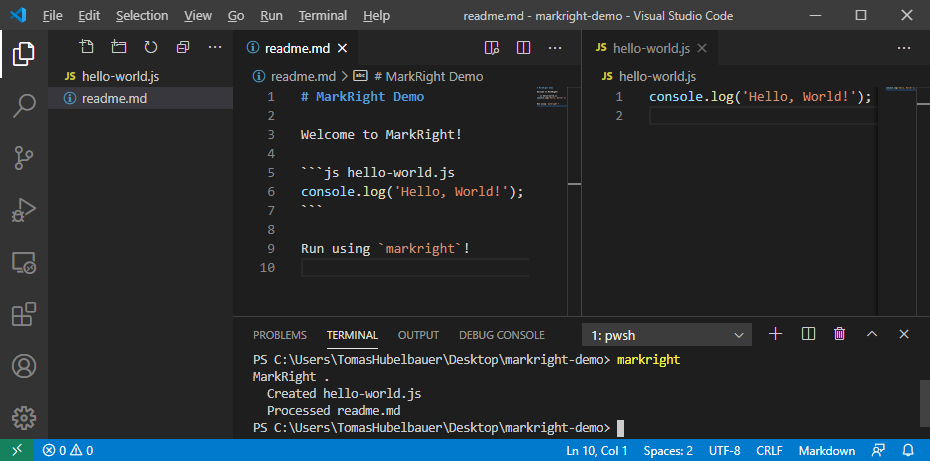 File Edit Selection View Go Run Terminal Help readme.md - markright-demo - Visual Studio Code
hello-world.js
readme.md
readme.md
readme.md > # MarkRight Demo
1 # MarkRight Demo
2
3 Welcome to MarkRight!
4
5 ```js hello-world.js
6 console.log('Hello, World!');
7 ```
8
9 Run using `markright`!
10
JS hello-world.js
JS hello-world.js
1 console.log('Hello, World!');
2
PROBLEMS TERMINAL OUTPUT DEBUG CONSOLE 1: pwsh
PS C:\Users\TomasHubelbauer\Desktop\markright-demo> markright
MarkRight .
  Created hello-world.js
  Processed readme.md
PS C:\Users\TomasHubelbauer\Desktop\markright-demo>
0 0 Ln 10, Col 1 Spaces: 2 UTF-8 CRLF Markdown